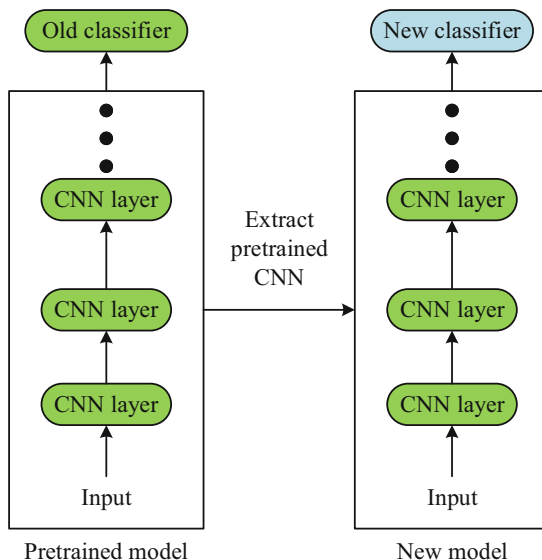 Old classifier
CNN layer
CNN layer
CNN layer
Input
Pretrained model
Extract
pretrained
CNN
New classifier
CNN layer
CNN layer
CNN layer
Input
New model